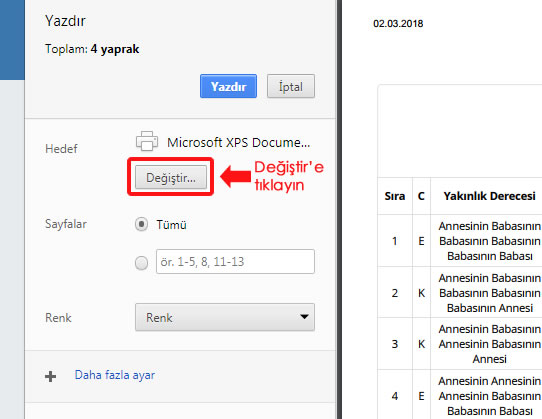 Yazdır
Toplam: 4 yaprak
Yazdır
İptal
Hedef
Microsoft XPS Docume...
Değiştir...
Değiştir'e
tıklayın
Sayfalar
Tümü
ör. 1-5, 8, 11-13
Renk
Renk
Daha fazla ayar
02.03.2018
Sıra C Yakınlık Derecesi
Annesinin Babasının
1 E Babasının Babasının
Babasının Babası
Annesinin Babasının
2 K Babasının Babasının
Babasının Annesi
Annesinin Babasının
3 K Annesinin Babasının
Annesi
Annesinin Annesinin
4 E Annesinin Babasının
Babasının Babası